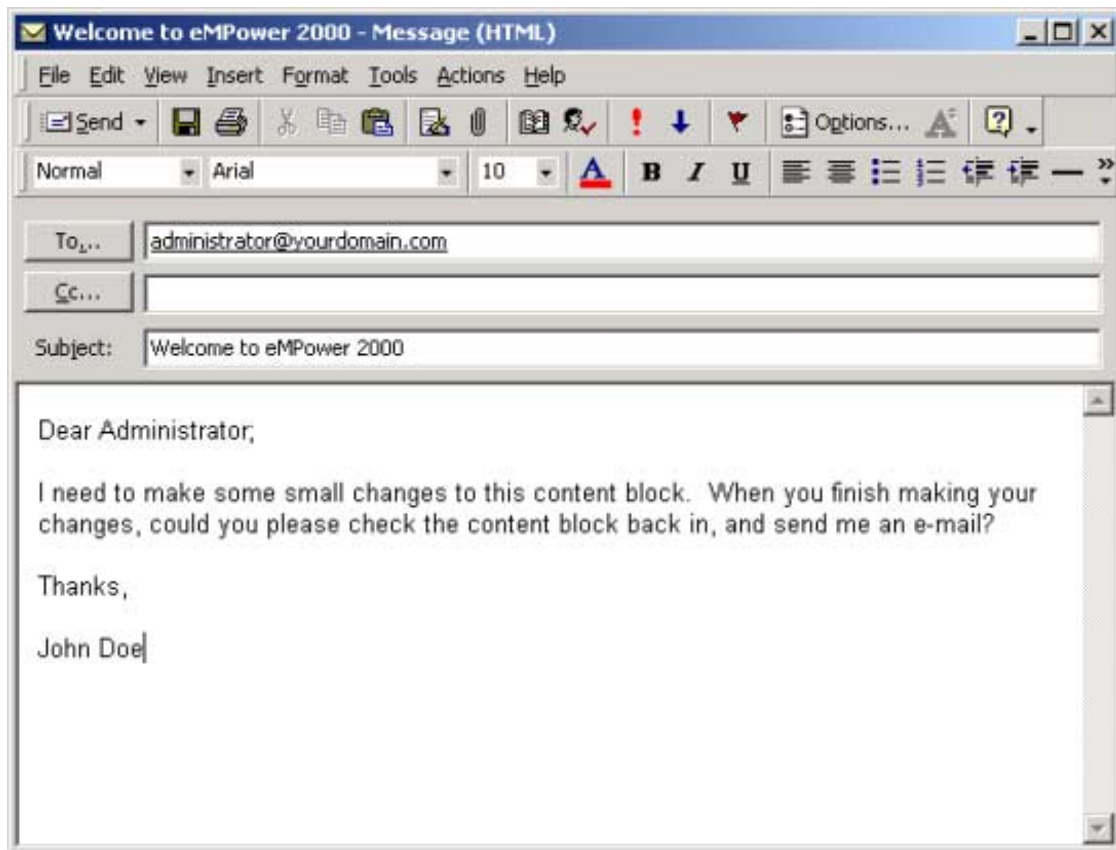 Welcome to eMPower 2000 - Message (HTML)
File Edit View Insert Format Tools Actions Help
Send Options...
Normal Arial 10 A B I U
To...
administrator@yourdomain.com
Cc...
Subject: Welcome to eMPower 2000
Dear Administrator;
I need to make some small changes to this content block. When you finish making your
changes, could you please check the content block back in, and send me an e-mail?
Thanks,
John Doe